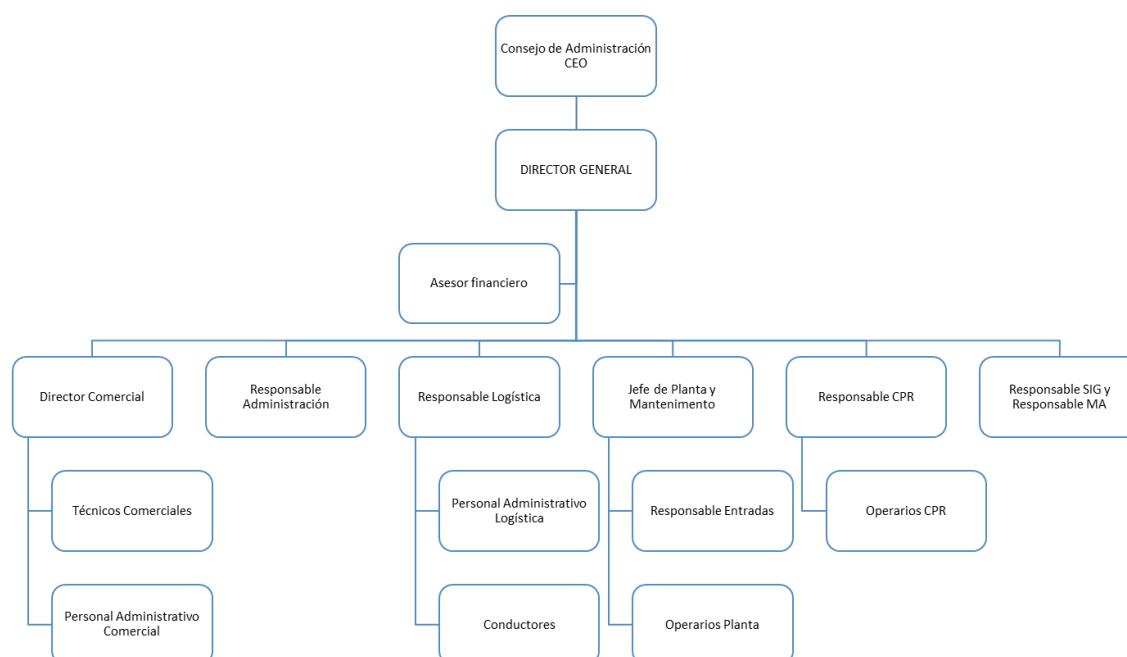 Consejo de Administración
CEO
DIRECTOR GENERAL
Asesor financiero
Director Comercial
Responsable
Administración
Responsable Logística
Jefe de Planta y
Mantenimento
Responsable CPR
Responsable SIG y
Responsable MA
Técnicos Comerciales
Personal Administrativo
Logística
Responsable Entradas
Operarios CPR
Personal Administrativo
Comercial
Conductores
Operarios Planta